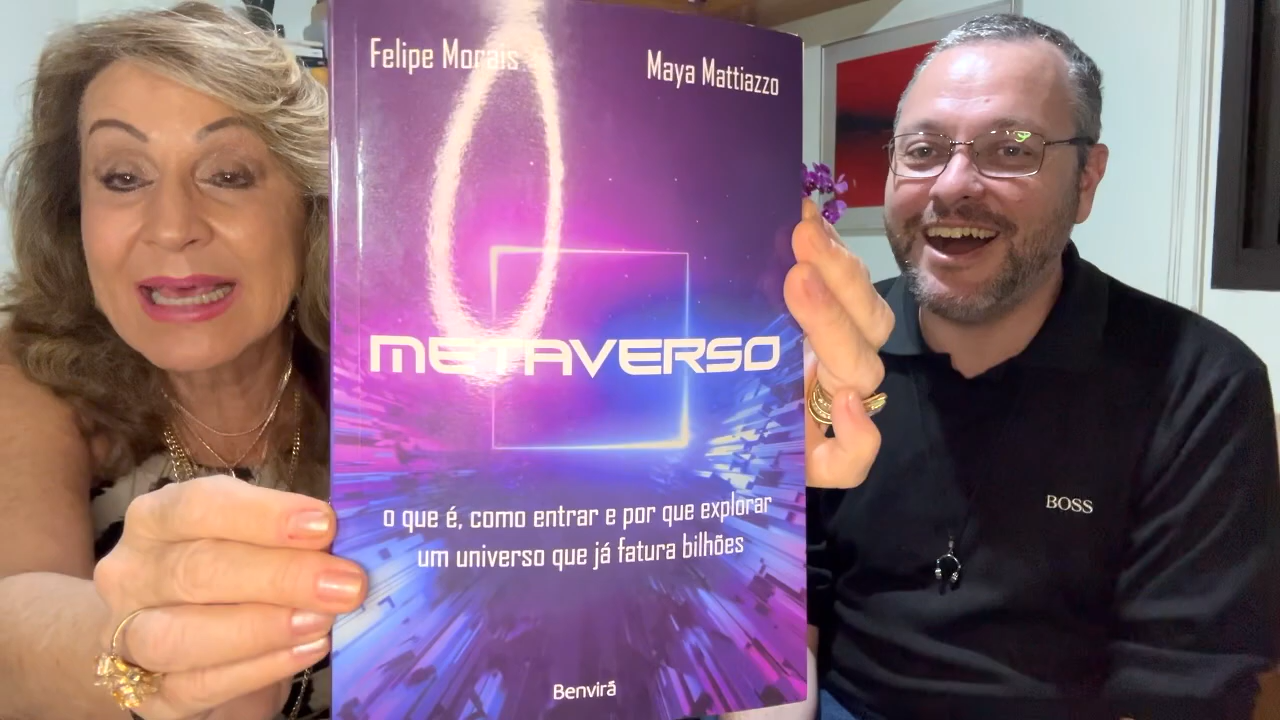 Felipe Morais
Maya Mattiazzo
METAVERSO
o que é, como entrar e por que explorar
um universo que já fatura bilhões
Benvirá
BOSS